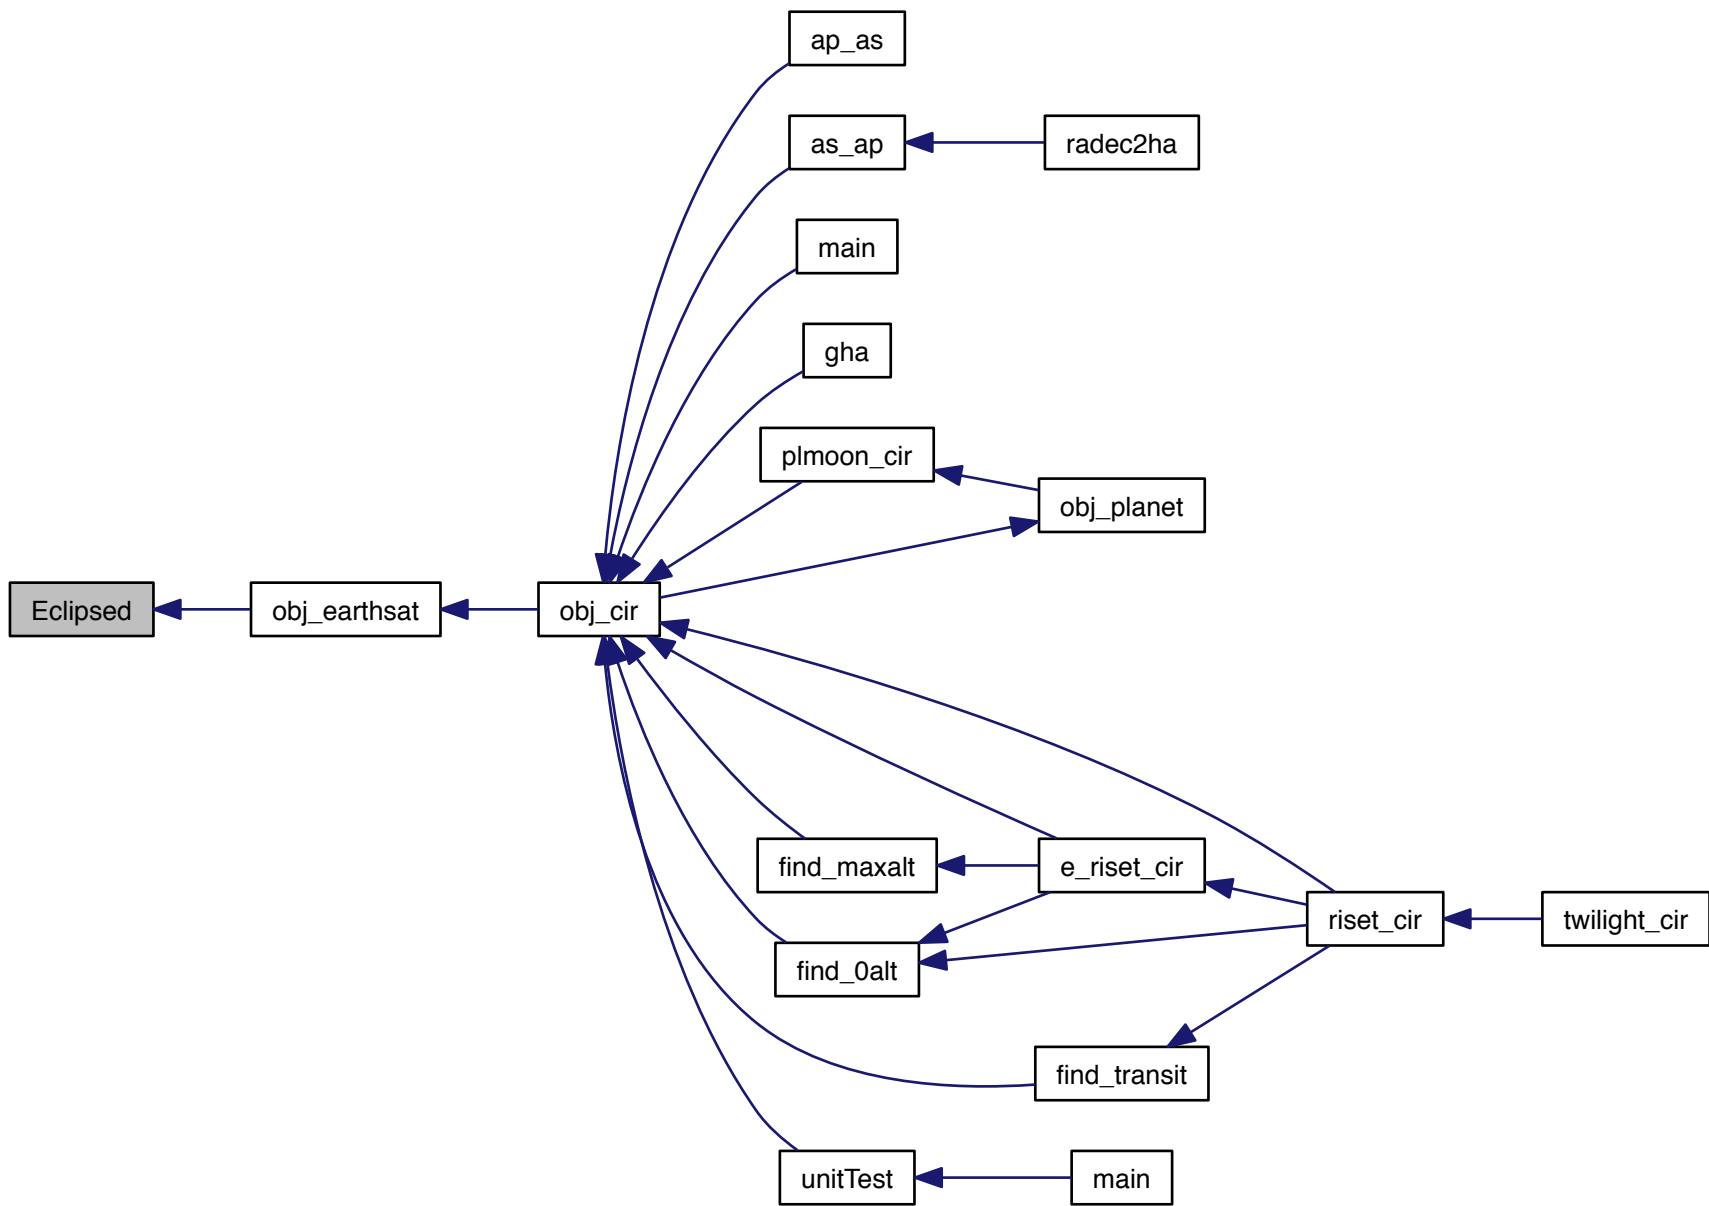 ap_as
as_ap
radec2ha
main
gha
plmoon_cir
obj_planet
Eclipsed
obj_earthsat
obj_cir
find_maxalt
e_riset_cir
riset_cir
twilight_cir
find_0alt
find_transit
unitTest
main